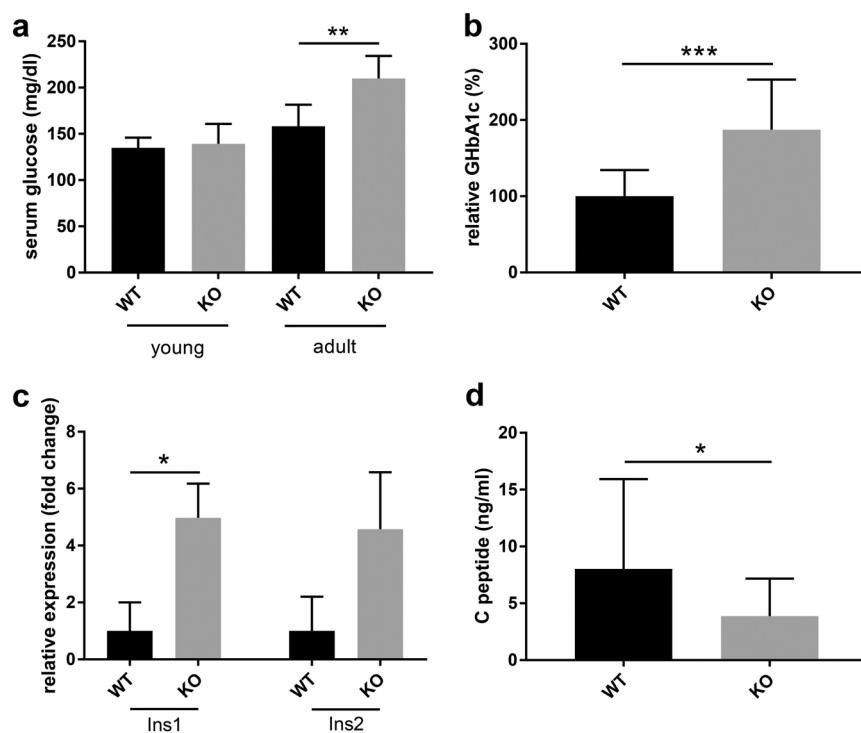 a
serum glucose (mg/dl)
250
200
150
100
50
0
**
WT
KO
WT
KO
young
adult
b
relative GHbA1c (%)
300
200
100
0
***
WT
KO
c
relative expression (fold change)
8
6
4
2
0
*
WT
KO
WT
KO
Ins1
Ins2
d
C peptide (ng/ml)
20
15
10
5
0
*
WT
KO